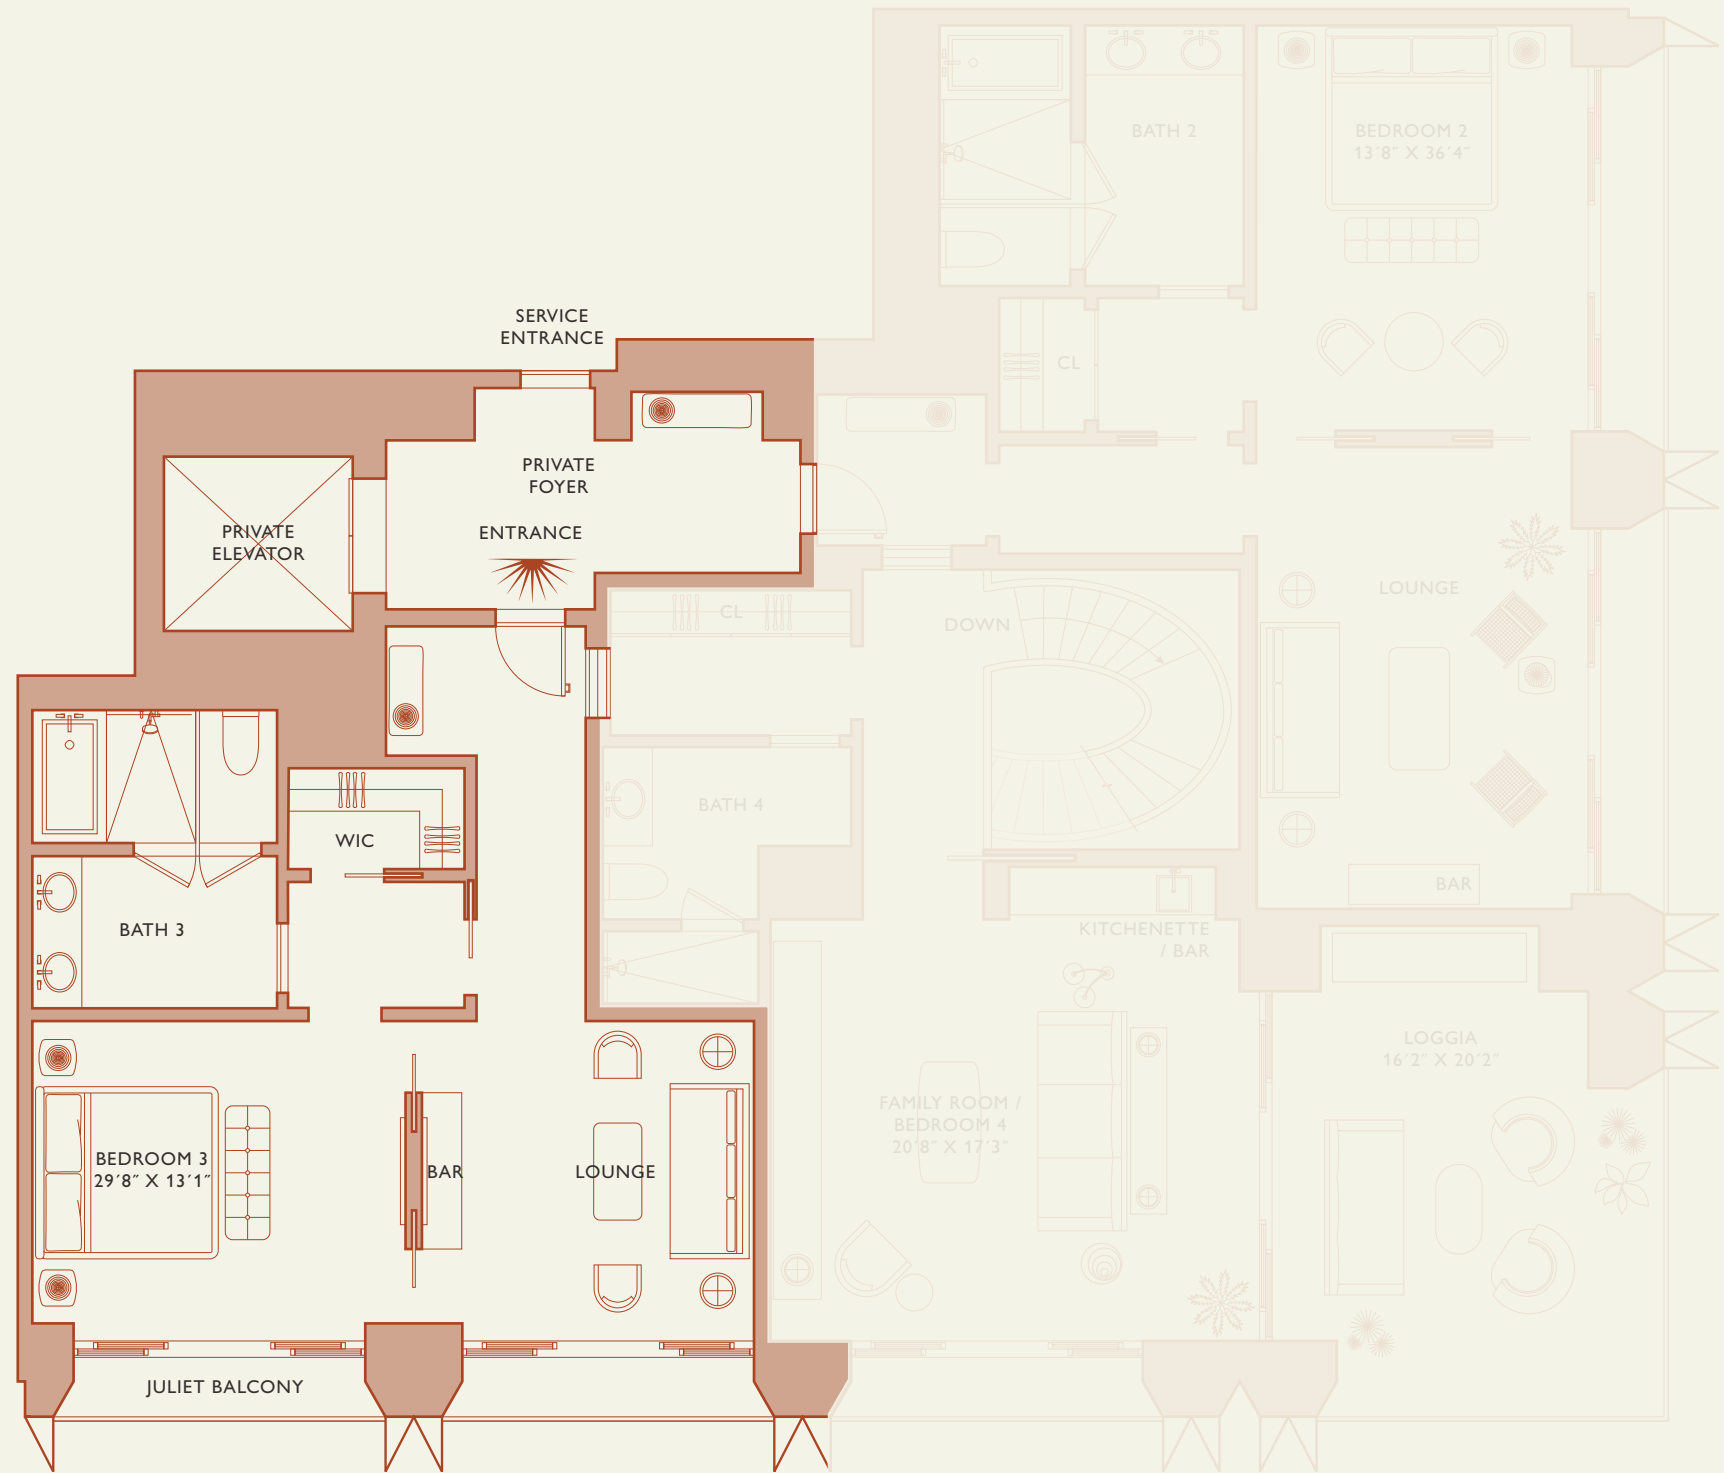 BATH 2
BEDROOM 2
13´8˝ X 36´4˝
SERVICE
ENTRANCE
CL
PRIVATE
FOYER
ENTRANCE
PRIVATE
ELEVATOR
LOUNGE
CL
DOWN
BATH 4
WIC
BAR
BATH 3
KITCHENETTE
/ BAR
LOGGIA
16´2˝ X 20´2˝
FAMILY ROOM /
BEDROOM 4
20´8˝ X 17´3˝
BEDROOM 3
29´8˝ X 13´1˝
BAR
LOUNGE
JULIET BALCONY